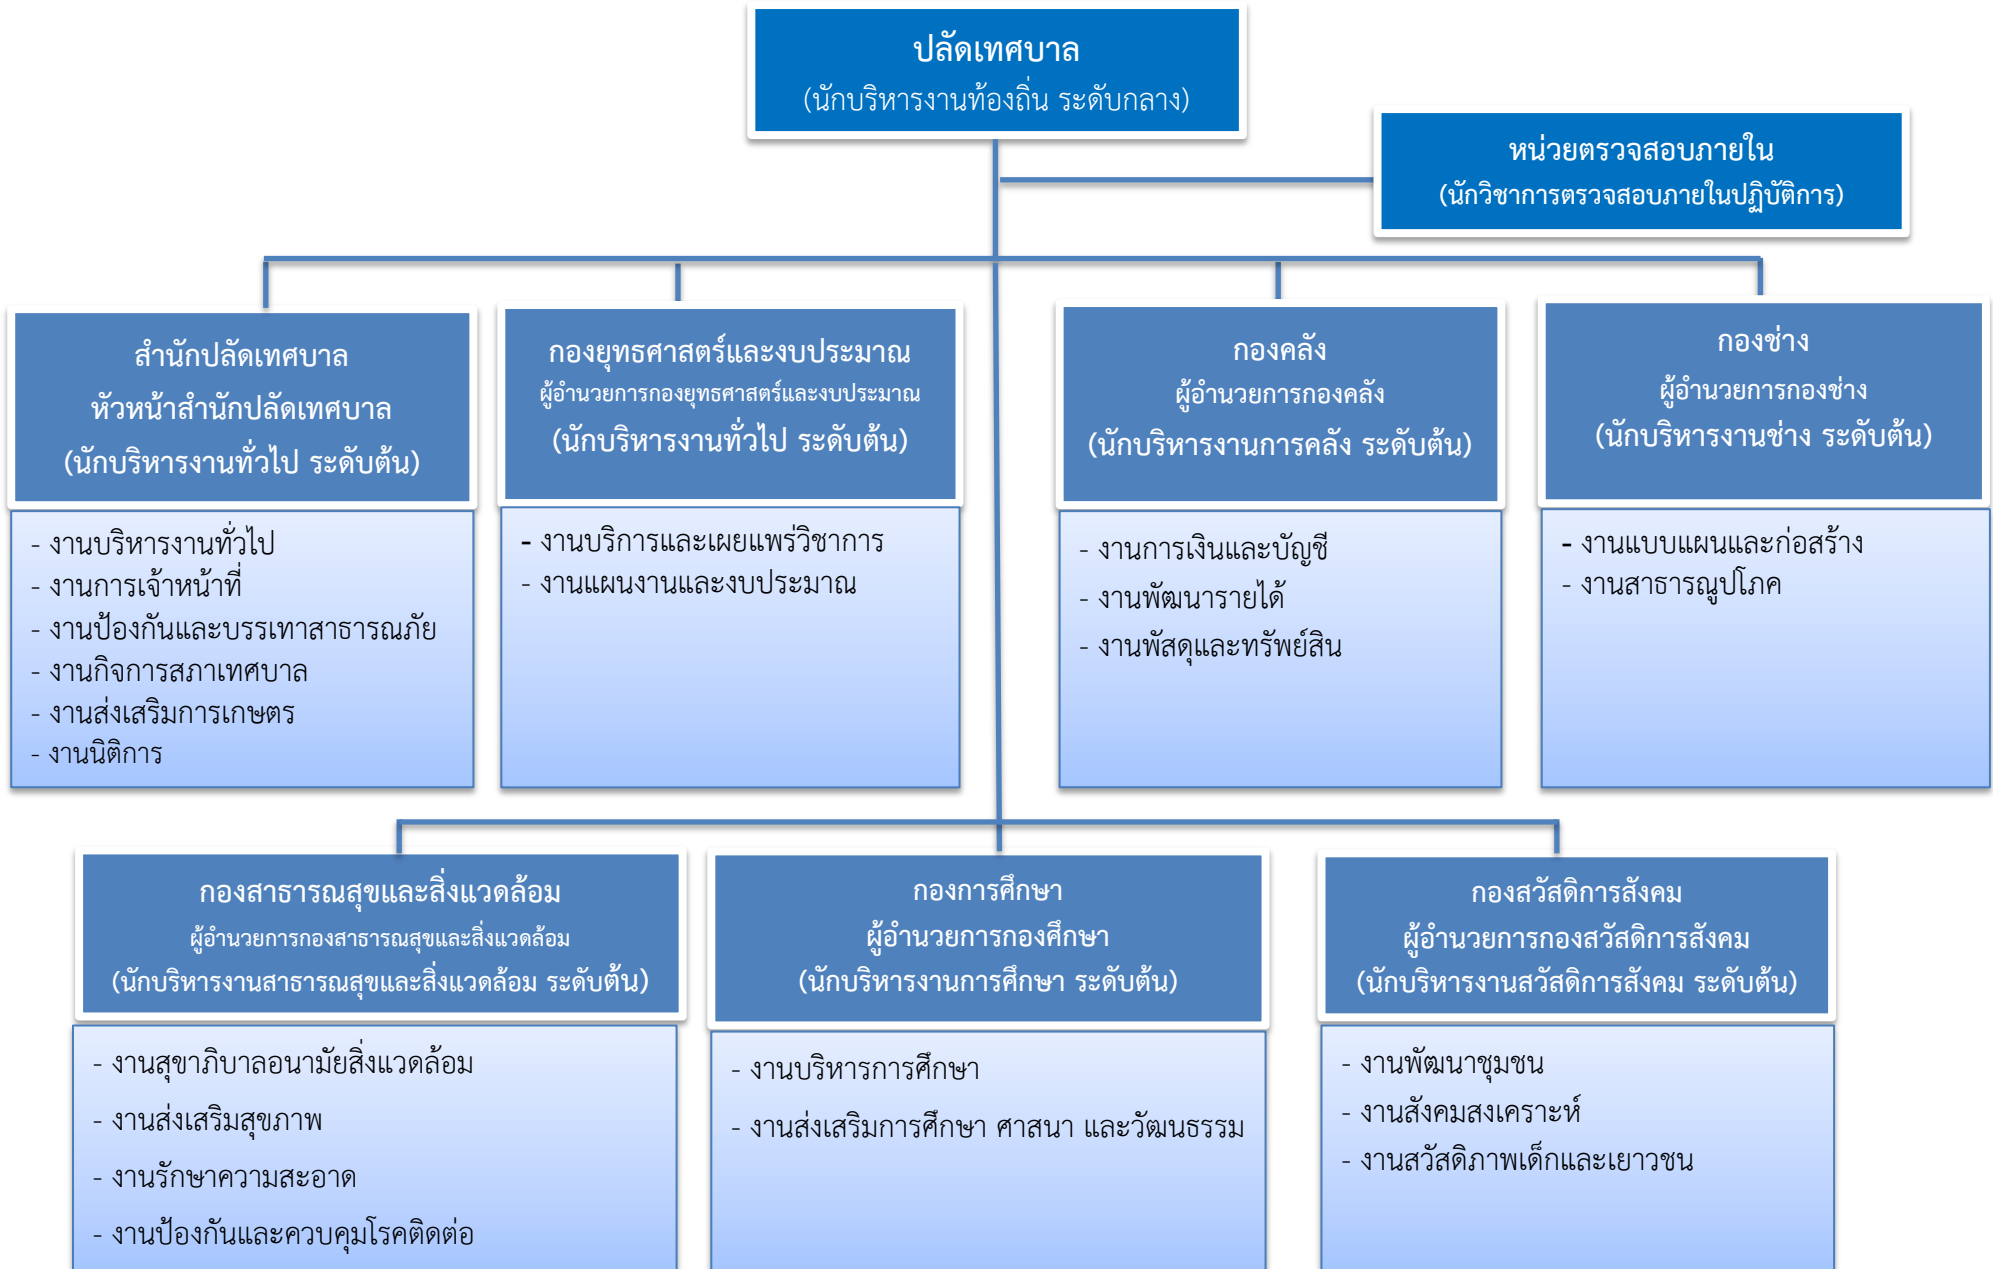 ปลัดเทศบาล
(นักบริหารงานท้องถิ่น ระดับกลาง)
หน่วยตรวจสอบภายใน
(นักวิชาการตรวจสอบภายในปฏิบัติการ)
สำนักปลัดเทศบาล
หัวหน้าสำนักปลัดเทศบาล
(นักบริหารงานทั่วไป ระดับต้น)
- งานบริหารงานทั่วไป
- งานการเจ้าหน้าที่
- งานป้องกันและบรรเทาสาธารณภัย
- งานกิจการสภาเทศบาล
- งานส่งเสริมการเกษตร
- งานนิติการ
กองยุทธศาสตร์และงบประมาณ
ผู้อำนวยการกองยุทธศาสตร์และงบประมาณ
(นักบริหารงานทั่วไป ระดับต้น)
- งานบริการและเผยแพร่วิชาการ
- งานแผนงานและงบประมาณ
กองคลัง
ผู้อำนวยการกองคลัง
(นักบริหารงานการคลัง ระดับต้น)
- งานการเงินและบัญชี
- งานพัฒนารายได้
- งานพัสดุและทรัพย์สิน
กองช่าง
ผู้อำนวยการกองช่าง
(นักบริหารงานช่าง ระดับต้น)
- งานแบบแผนและก่อสร้าง
- งานสาธารณูปโภค
กองสาธารณสุขและสิ่งแวดล้อม
ผู้อำนวยการกองสาธารณสุขและสิ่งแวดล้อม
(นักบริหารงานสาธารณสุขและสิ่งแวดล้อม ระดับต้น)
- งานสุขาภิบาลอนามัยสิ่งแวดล้อม
- งานส่งเสริมสุขภาพ
- งานรักษาความสะอาด
- งานป้องกันและควบคุมโรคติดต่อ
กองการศึกษา
ผู้อำนวยการกองศึกษา
(นักบริหารงานการศึกษา ระดับต้น)
- งานบริหารการศึกษา
- งานส่งเสริมการศึกษา ศาสนา และวัฒนธรรม
กองสวัสดิการสังคม
ผู้อำนวยการกองสวัสดิการสังคม
(นักบริหารงานสวัสดิการสังคม ระดับต้น)
- งานพัฒนาชุมชน
- งานสังคมสงเคราะห์
- งานสวัสดิภาพเด็กและเยาวชน